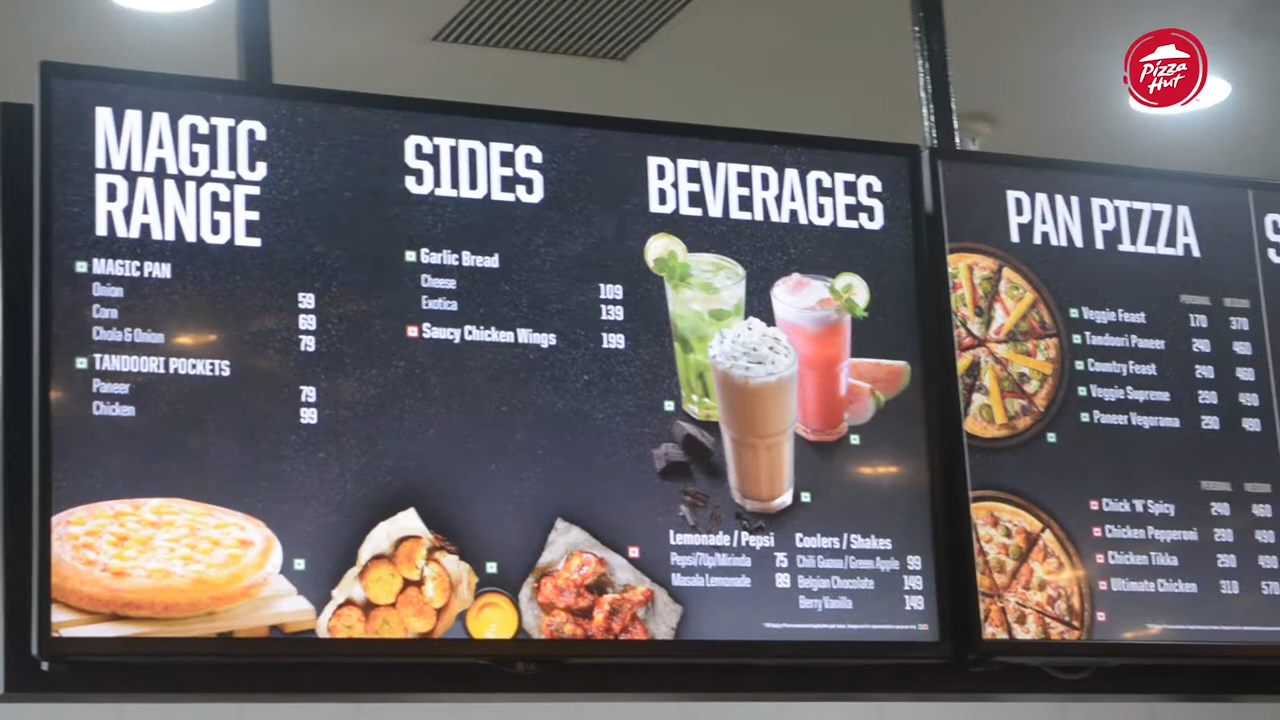 Pizza
Hut
MAGIC
RANGE
MAGIC PAN
Onion 59
Corn 69
Chola & Onion 79
TANDOORI POCKETS
Paneer 79
Chicken 99
SIDES
Garlic Bread
Cheese 109
Exotica 139
Saucy Chicken Wings 199
BEVERAGES
Lemonade / Pepsi
Pepsi/7Up/Mirinda 75
Masala Lemonade 89
Coolers / Shakes
Chili Guava / Green Apple 99
Belgian Chocolate 149
Berry Vanilla 149
PAN PIZZA
PERSONAL MEDIUM
Veggie Feast 170 370
Tandoori Paneer 240 460
Country Feast 240 460
Veggie Supreme 290 490
Paneer Vegorama 290 490
PERSONAL MEDIUM
Chick 'N' Spicy 240 460
Chicken Pepperoni 290 490
Chicken Tikka 290 490
Ultimate Chicken 310 570
S